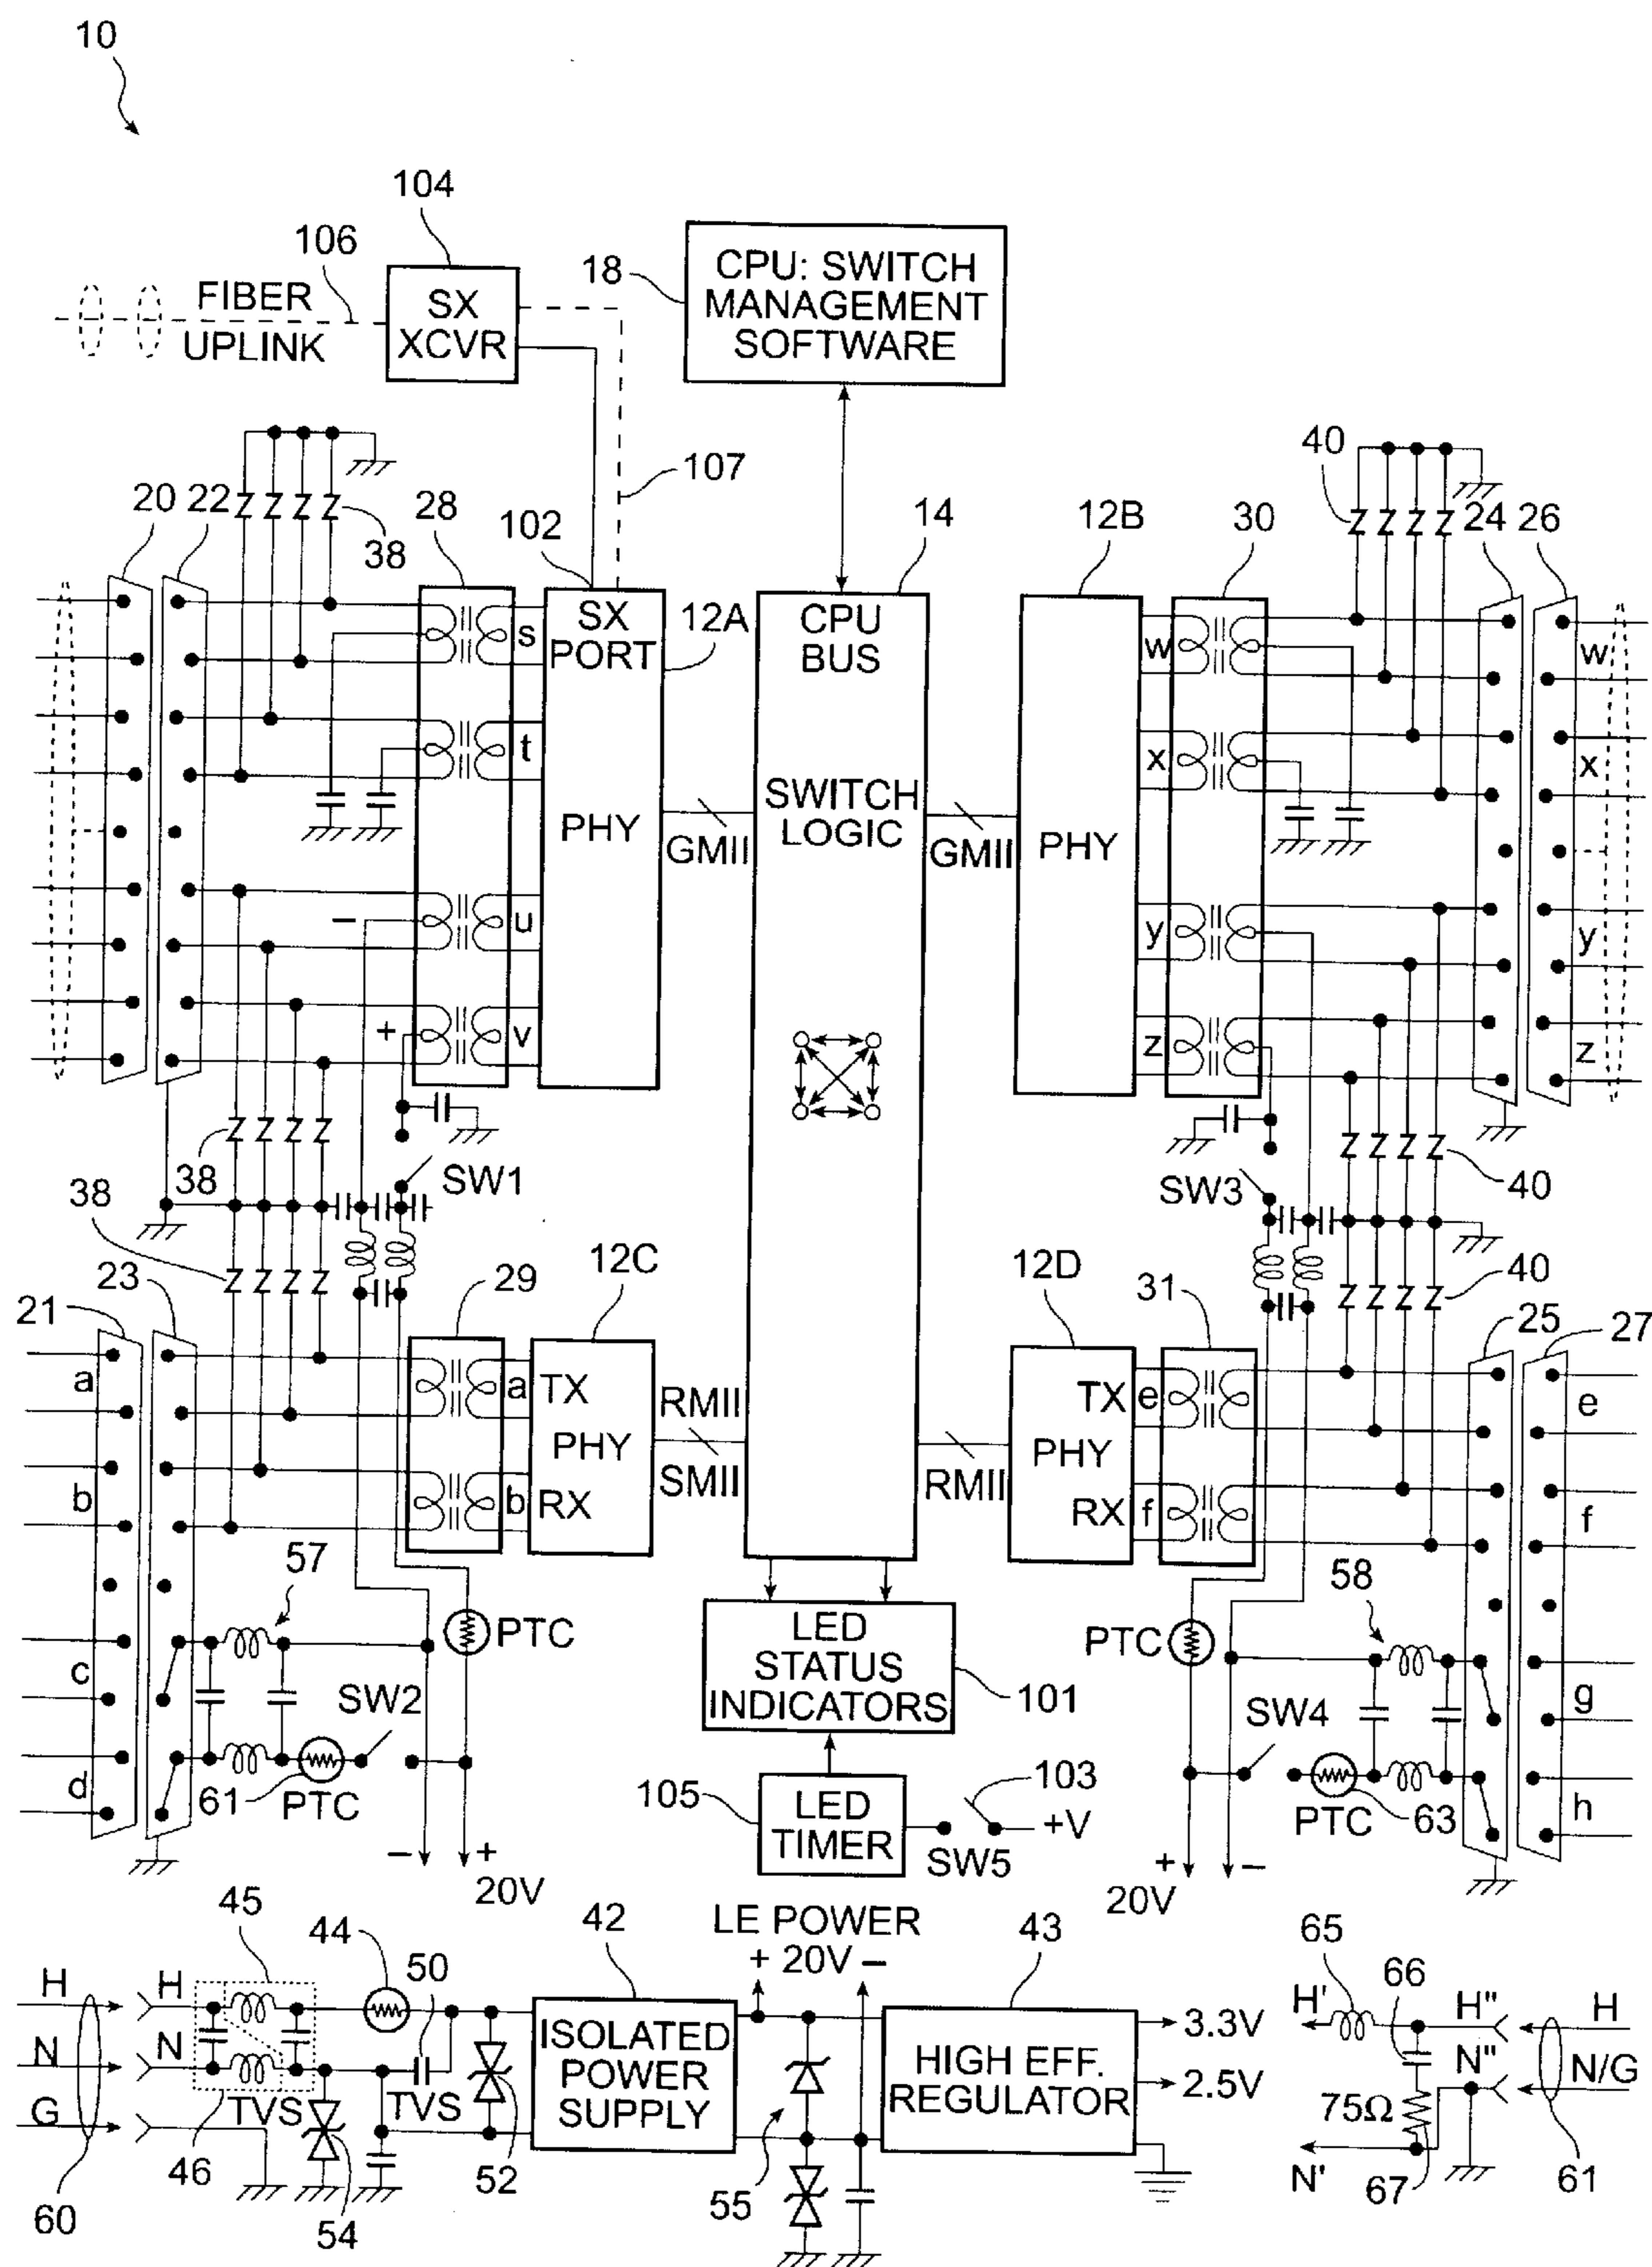 10
104
106
FIBER
UPLINK
SX
XCVR
18
CPU: SWITCH
MANAGEMENT
SOFTWARE
107
40
20
22
38
28
102
14
12B
30
24
26
SX
PORT
12A
CPU
BUS
s
t
u
v
PHY
GMII
SWITCH
LOGIC
GMII
PHY
w
x
y
z
w
x
y
z
−
+
38
SW1
SW3
40
38
21
23
29
12C
12D
31
40
25
27
a
b
c
d
a
b
TX
PHY
RX
RMII
SMII
RMII
TX
PHY
RX
e
f
e
f
g
h
57
PTC
SW2
61
PTC
LED
STATUS
INDICATORS
101
PTC
58
SW4
PTC
63
105
LED
TIMER
103
+V
SW5
− +
20V
+ −
20V
45
44
50
42
LE POWER
+ 20V −
43
65
66
H
H
N
N
G
TVS
TVS
46
60
54
52
ISOLATED
POWER
SUPPLY
55
HIGH EFF.
REGULATOR
3.3V
2.5V
H'
H"
H
N"
N/G
75Ω
N'
67
61